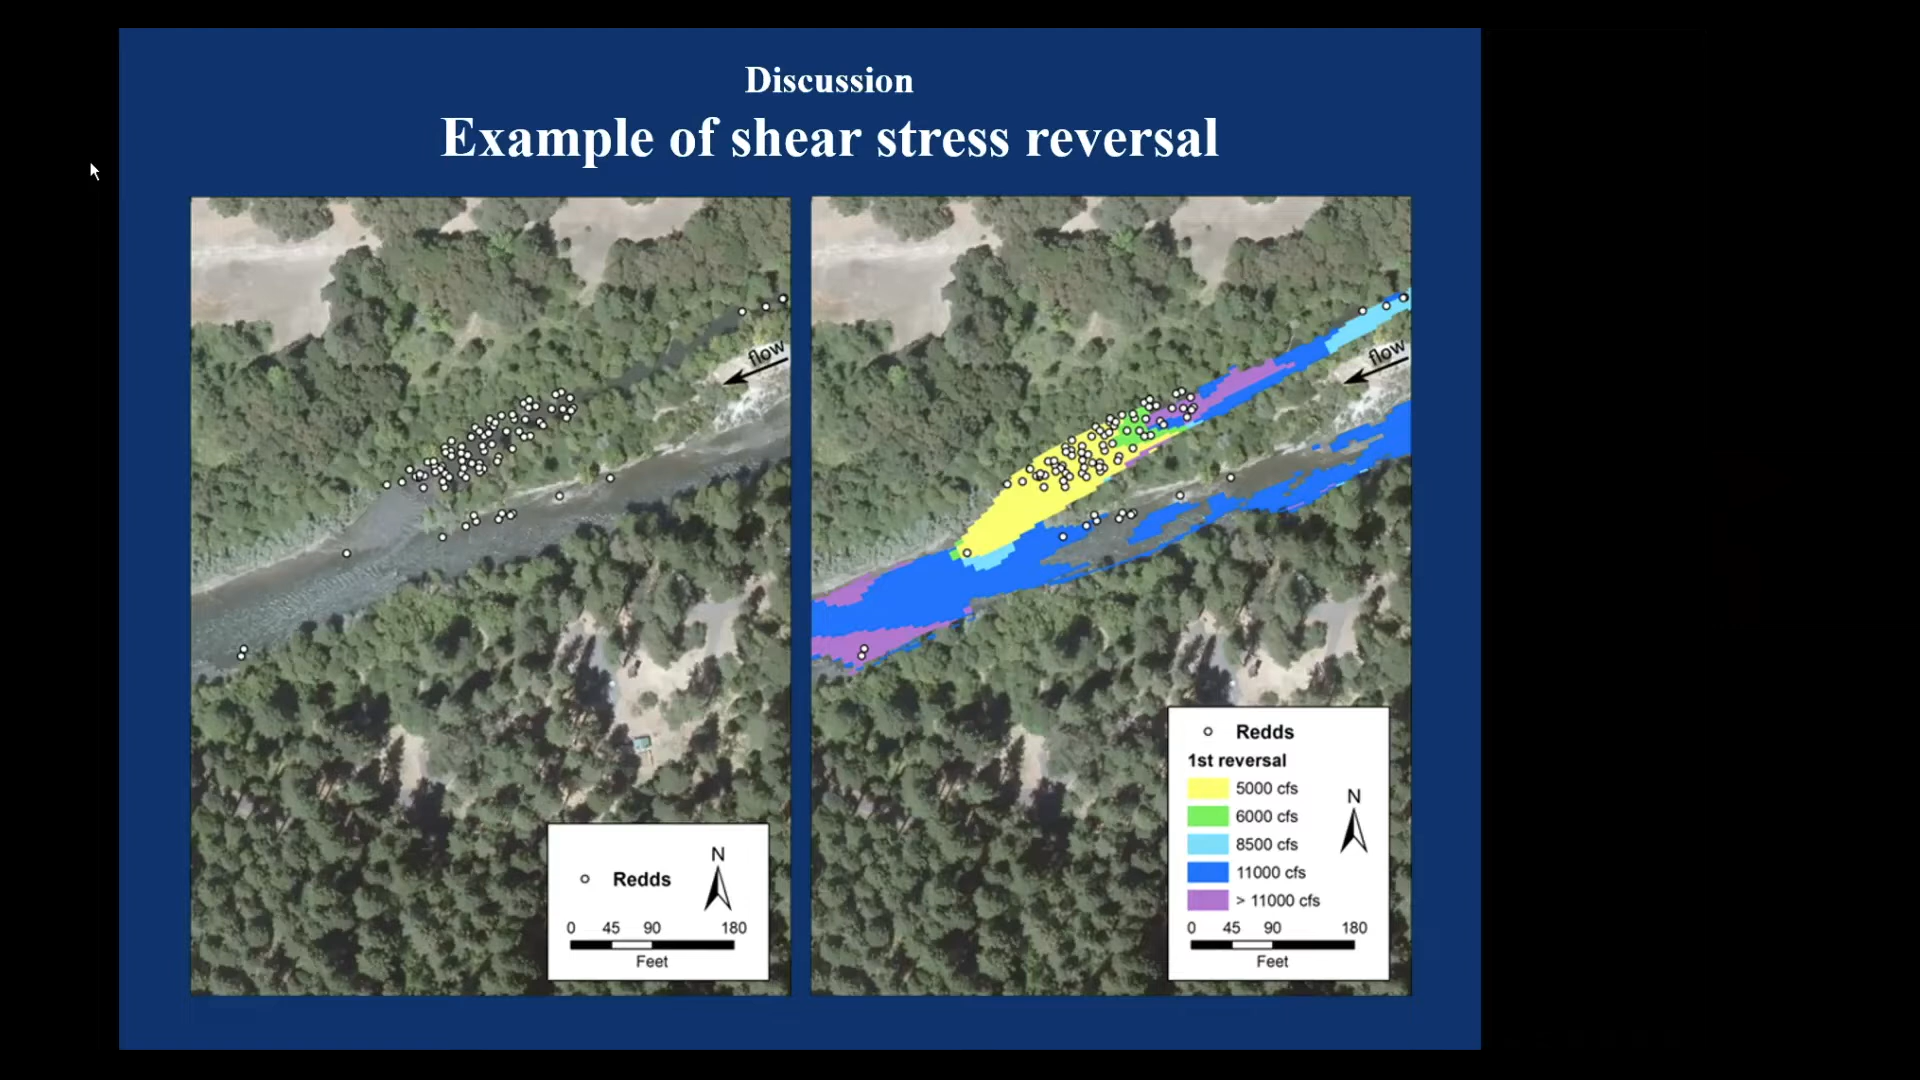 Discussion
Example of shear stress reversal
flow
Redds
N
0 45 90 180
Feet
flow
Redds
1st reversal
5000 cfs
6000 cfs
8500 cfs
11000 cfs
> 11000 cfs
N
0 45 90 180
Feet